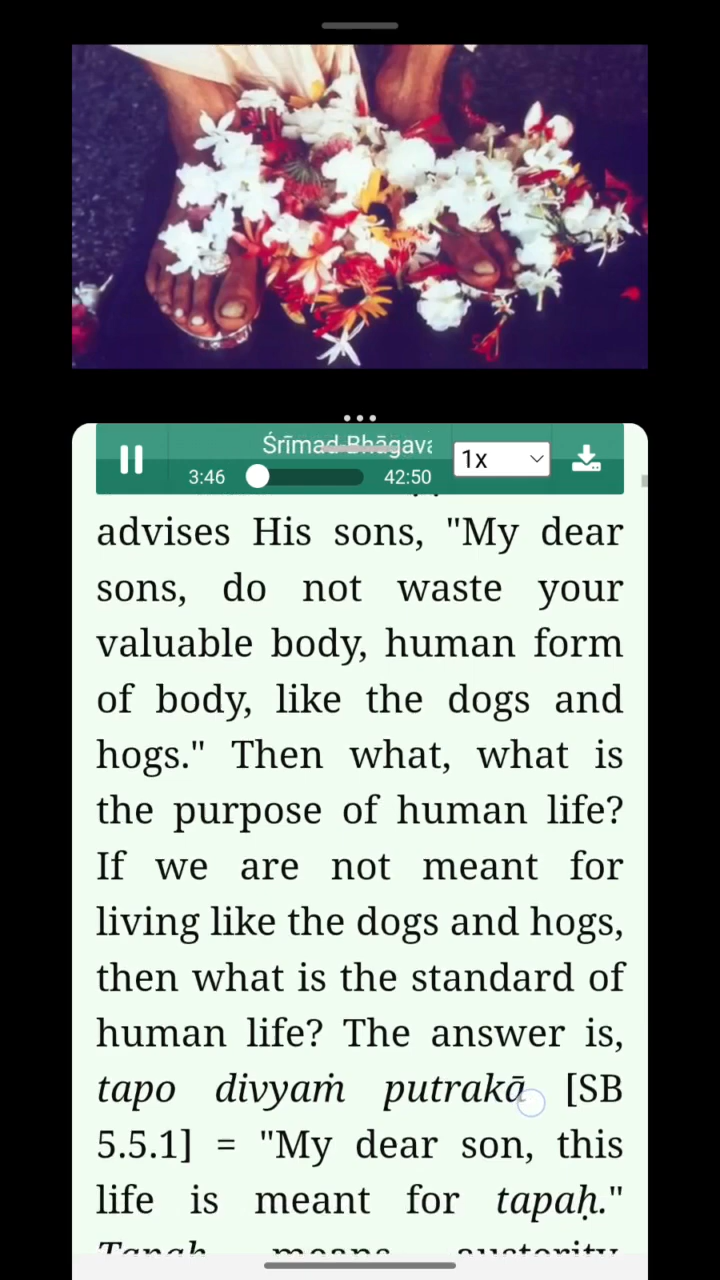 Śrīmad Bhāgava
3:46
42:50
1x
advises His sons, "My dear
sons, do not waste your
valuable body, human form
of body, like the dogs and
hogs." Then what, what is
the purpose of human life?
If we are not meant for
living like the dogs and hogs,
then what is the standard of
human life? The answer is,
tapo divyaṁ putrakā [SB
5.5.1] = "My dear son, this
life is meant for tapaḥ."
Tapaḥ means austerity,